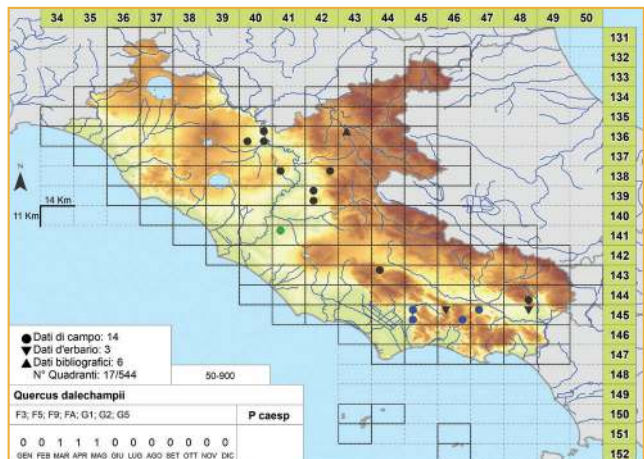 34 35 36 37 38 39 40 41 42 43 44 45 46 47 48 49 50
131
132
133
134
135
136
137
138
139
140
141
142
143
144
145
146
147
148
149
150
151
152
N
14 Km
11 Km
Dati di campo: 14
Dati d'erbario: 3
Dati bibliografici: 6
N° Quadranti: 17/544
50-900
Quercus dalechampii
F3; F5; F9; FA; G1; G2; G5
P caesp
0 0 1 1 1 0 0 0 0 0 0 0
GEN FEB MAR APR MAG GIU LUG AGO SET OTT NOV DIC